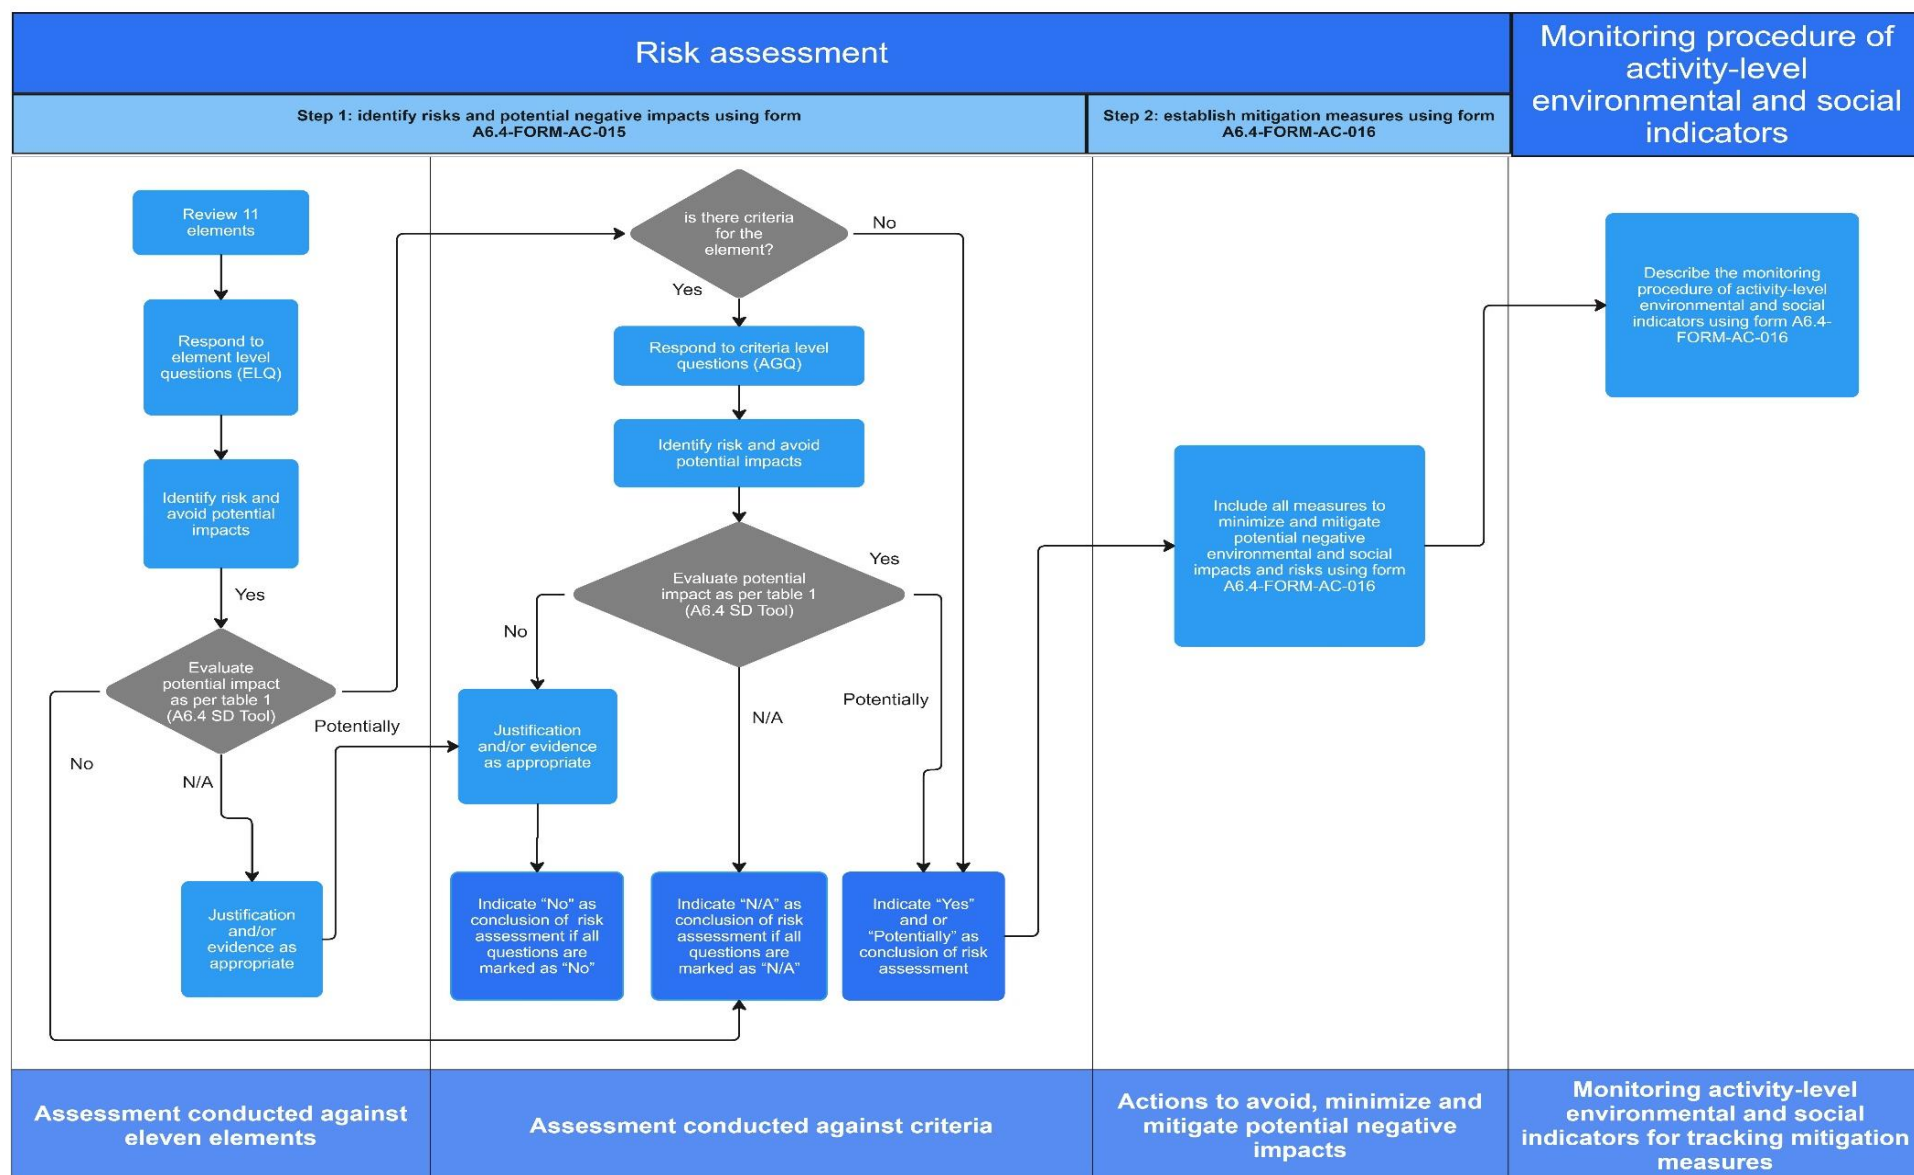 Risk assessment
Monitoring procedure of
activity-level
environmental and social
indicators
Step 1: identify risks and potential negative impacts using form
A6.4-FORM-AC-015
Step 2: establish mitigation measures using form
A6.4-FORM-AC-016
Review 11
elements
Respond to
element level
questions (ELQ)
Identify risk and
avoid potential
impacts
Yes
Evaluate
potential impact
as per table 1
(A6.4 SD Tool)
Potentially
No
N/A
Justification
and/or
evidence as
appropriate
is there criteria
for the
element?
No
Yes
Respond to criteria level
questions (AGQ)
Identify risk and avoid
potential impacts
Evaluate potential
impact as per table 1
(A6.4 SD Tool)
Yes
No
Potentially
N/A
Justification
and/or evidence
as appropriate
Indicate “No" as
conclusion of risk
assessment if all
questions are
marked as “No”
Indicate “N/A” as
conclusion of risk
assessment if all
questions are
marked as “N/A”
Indicate “Yes”
and or
“Potentially” as
conclusion of risk
assessment
Include all measures to
minimize and mitigate
potential negative
environmental and social
impacts and risks using form
A6.4-FORM-AC-016
Describe the monitoring
procedure of activity-level
environmental and social
indicators using form A6.4-
FORM-AC-016
Assessment conducted against
eleven elements
Assessment conducted against criteria
Actions to avoid, minimize and
mitigate potential negative
impacts
Monitoring activity-level
environmental and social
indicators for tracking mitigation
measures